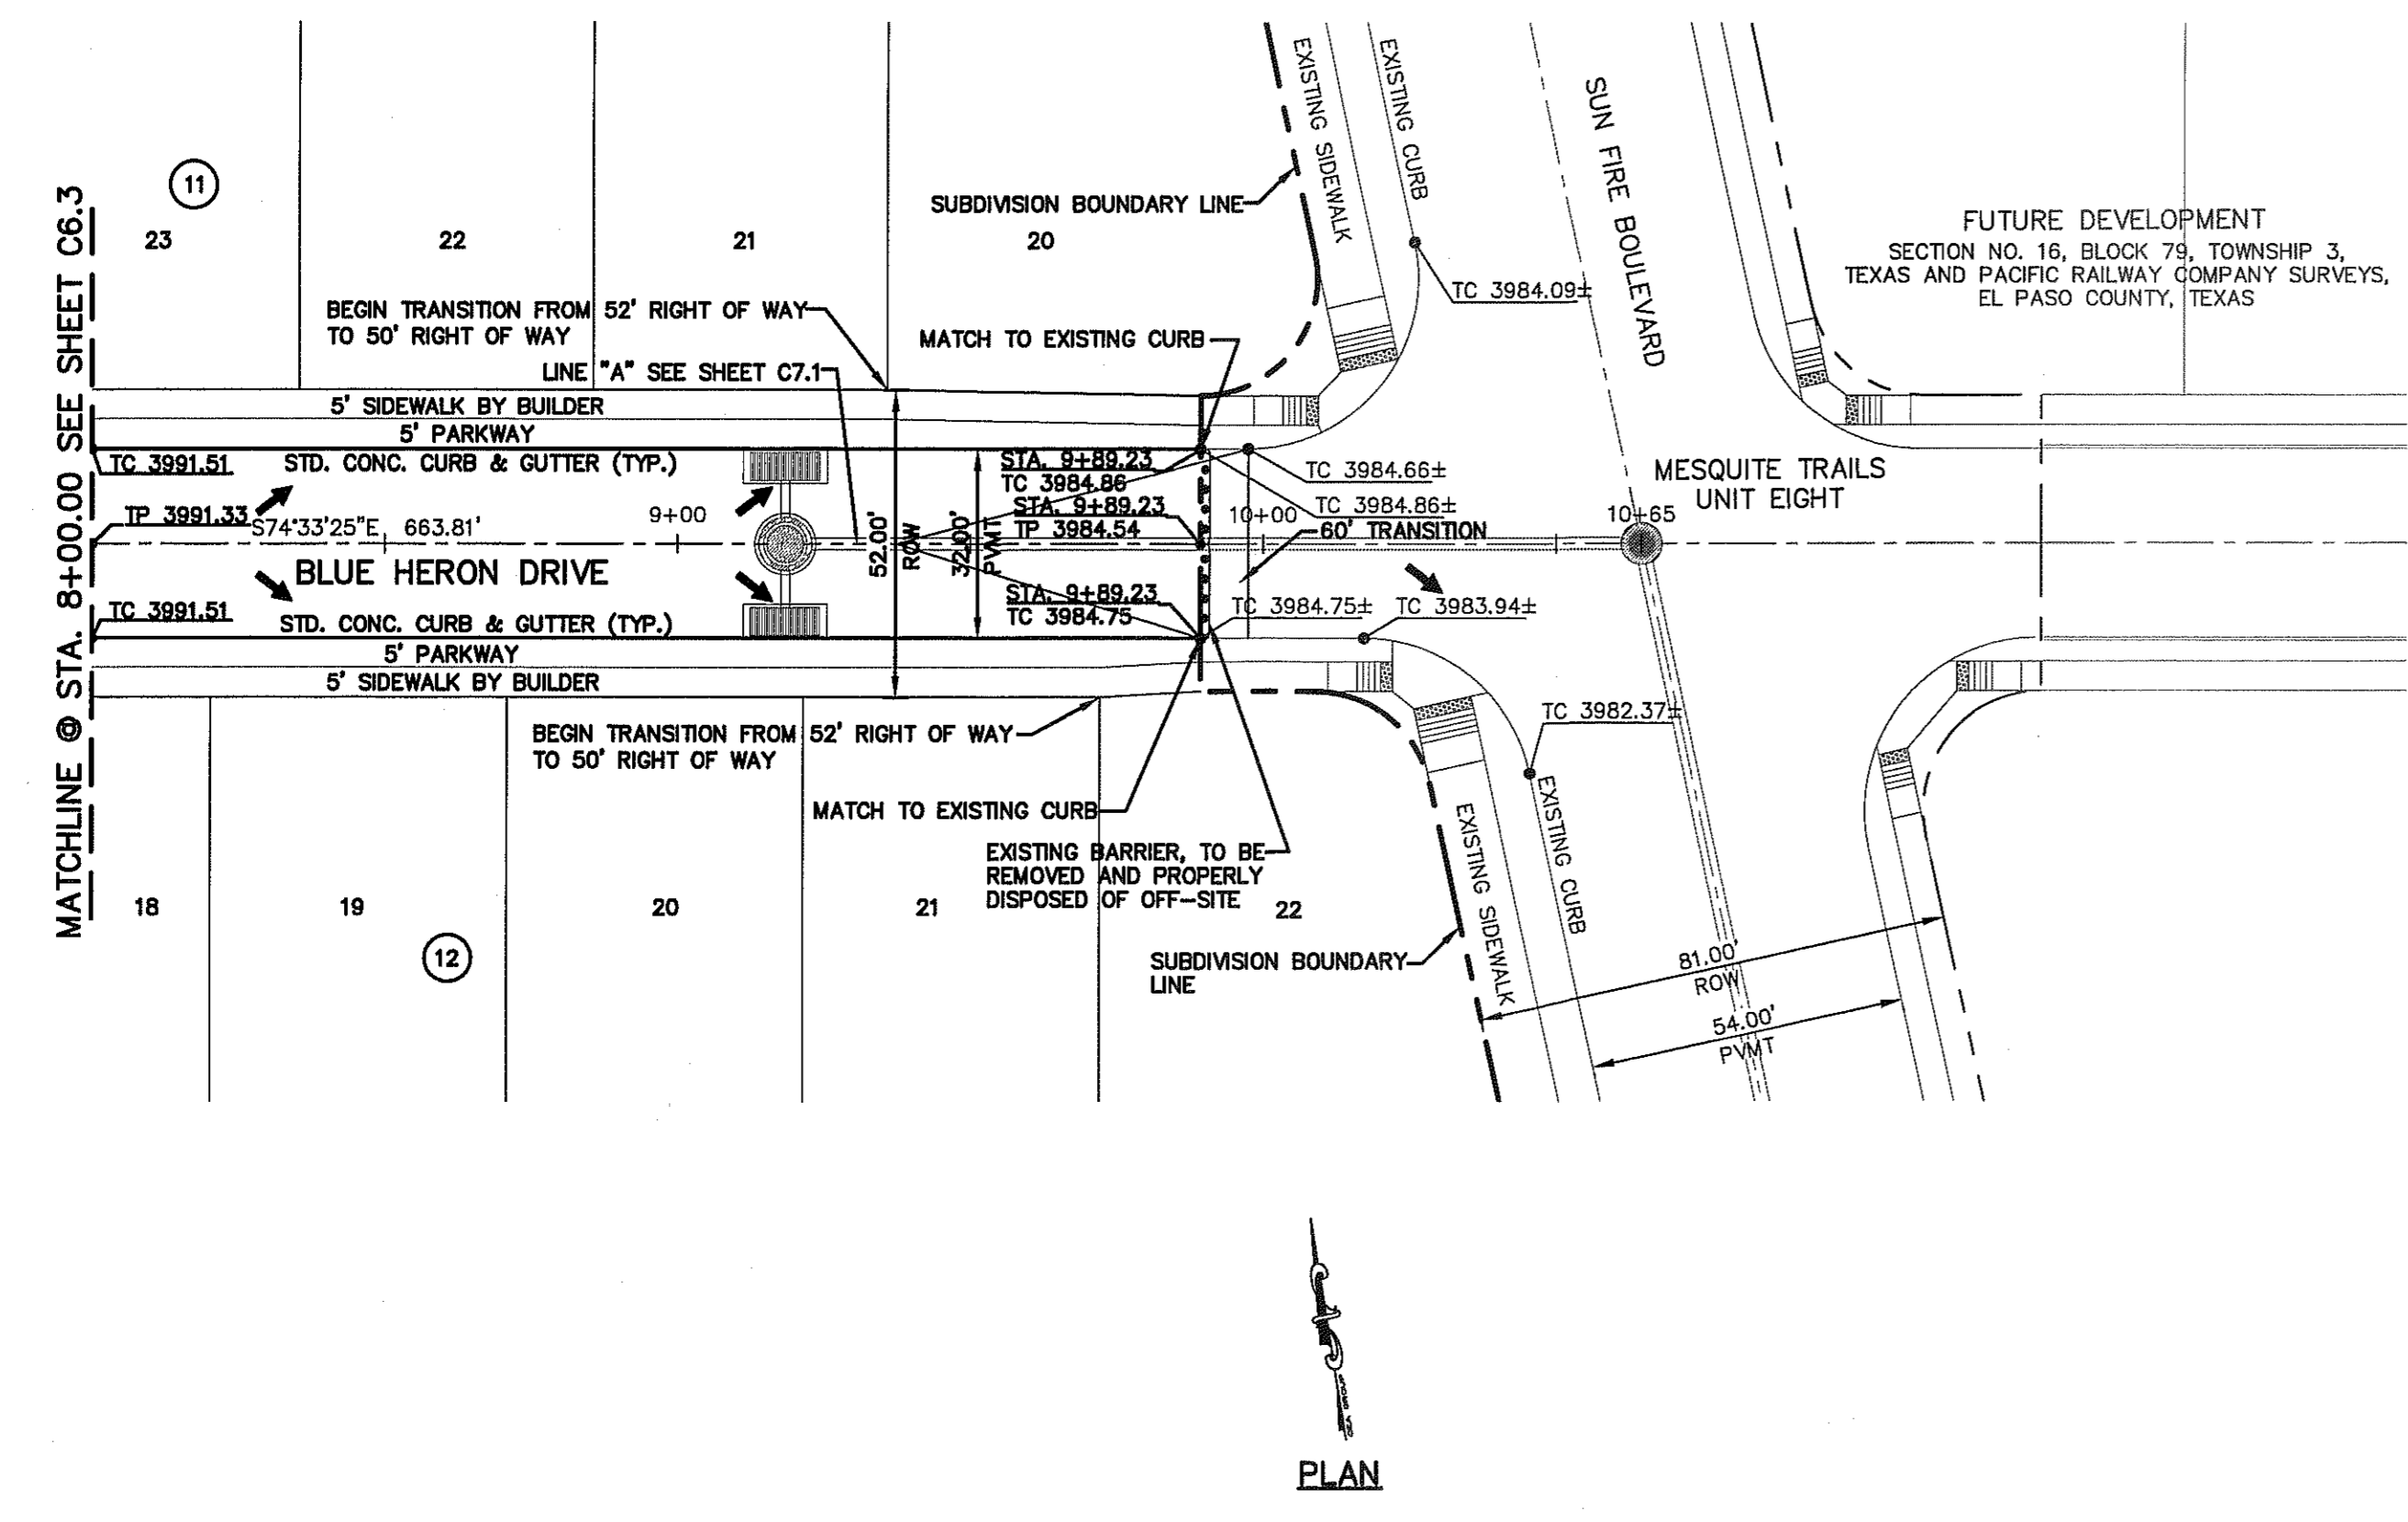 MATCHLINE @ STA. 8+00.00 SEE SHEET C6.3
11
23
22
21
20
SUBDIVISION BOUNDARY LINE
EXISTING SIDEWALK
EXISTING CURB
SUN FIRE BOULEVARD
TC 3984.09±
FUTURE DEVELOPMENT
SECTION NO. 16, BLOCK 79, TOWNSHIP 3,
TEXAS AND PACIFIC RAILWAY COMPANY SURVEYS,
EL PASO COUNTY, TEXAS
BEGIN TRANSITION FROM 52' RIGHT OF WAY
TO 50' RIGHT OF WAY
MATCH TO EXISTING CURB
LINE "A" SEE SHEET C7.1
5' SIDEWALK BY BUILDER
5' PARKWAY
TC 3991.51
STD. CONC. CURB & GUTTER (TYP.)
STA. 9+89.23
TC 3984.86
TC 3984.66±
MESQUITE TRAILS
UNIT EIGHT
TP 3991.33
S74°33'25"E, 663.81'
9+00
52.00'
ROW
32.00'
PVMT
STA. 9+89.23
TP 3984.54
TC 3984.86±
10+00
60' TRANSITION
10+65
BLUE HERON DRIVE
TC 3991.51
STD. CONC. CURB & GUTTER (TYP.)
STA. 9+89.23
TC 3984.75
TC 3984.75±
TC 3983.94±
5' PARKWAY
5' SIDEWALK BY BUILDER
BEGIN TRANSITION FROM 52' RIGHT OF WAY
TO 50' RIGHT OF WAY
TC 3982.37±
MATCH TO EXISTING CURB
EXISTING BARRIER, TO BE
REMOVED AND PROPERLY
DISPOSED OF OFF-SITE
EXISTING SIDEWALK
EXISTING CURB
18
19
20
21
22
12
SUBDIVISION BOUNDARY
LINE
81.00'
ROW
54.00'
PVMT
PLAN